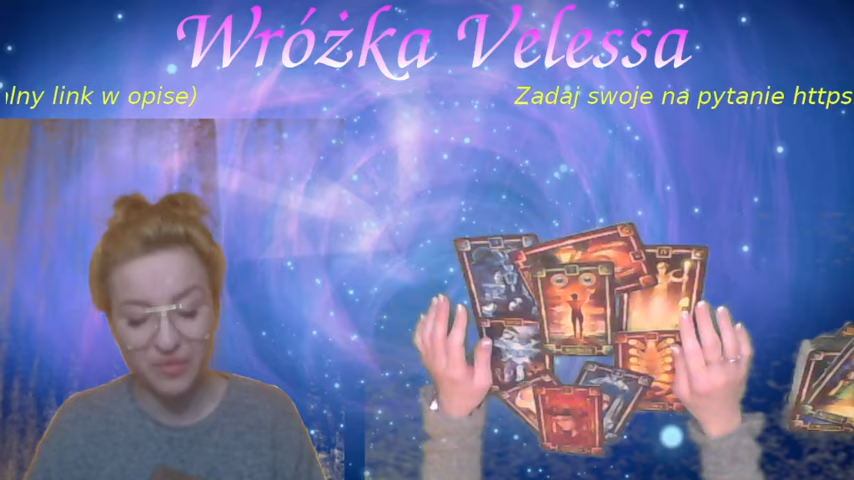 Wróżka Velessa
lny link w opise) Zadaj swoje na pytanie https